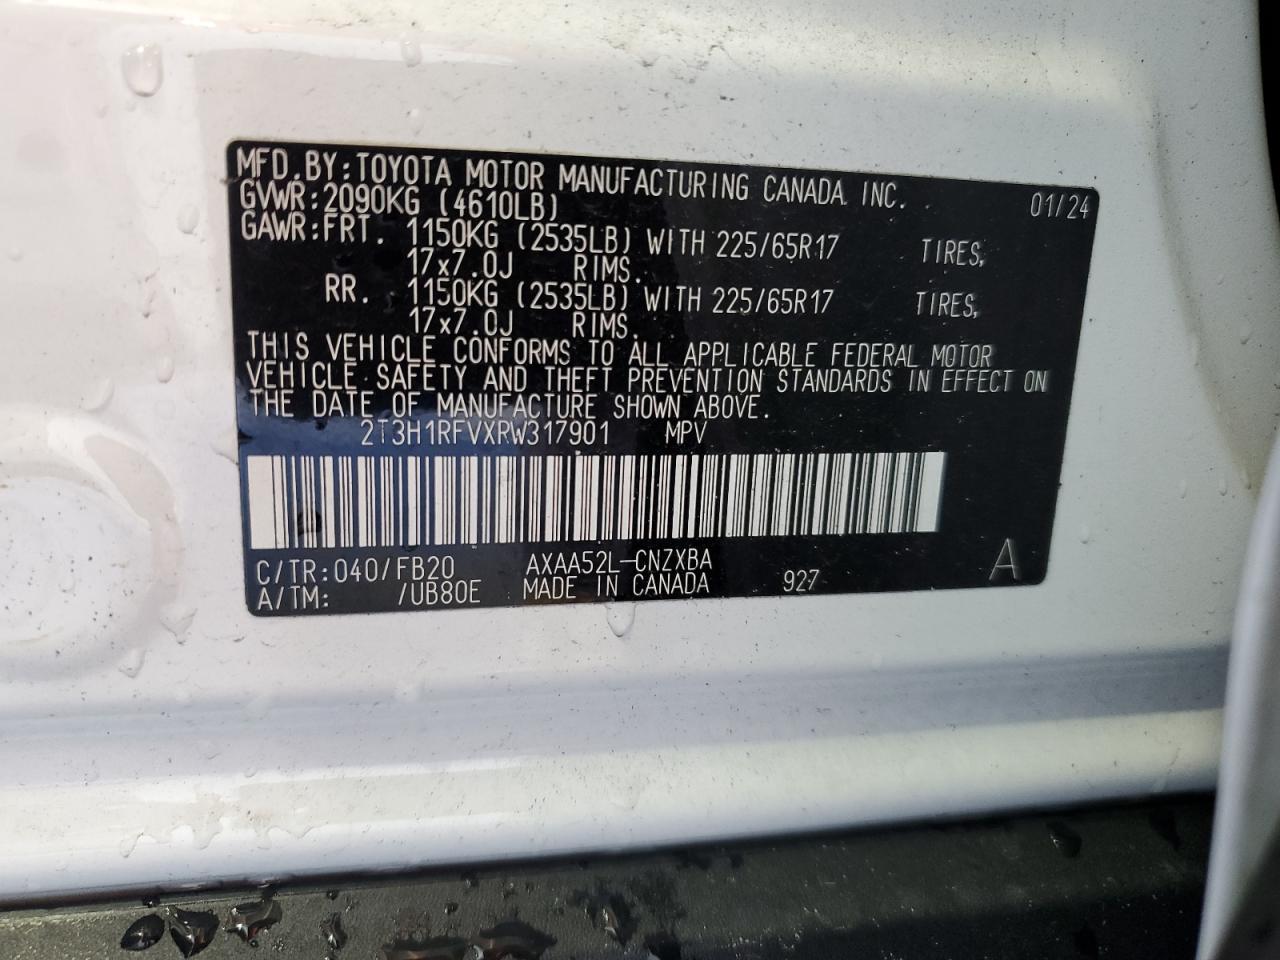 MFD.BY:TOYOTA MOTOR MANUFACTURING CANADA INC. 01/24
GVWR:2090KG (4610LB)
GAWR:FRT. 1150KG (2535LB) WITH 225/65R17 TIRES,
17x7.0J RIMS.
RR. 1150KG (2535LB) WITH 225/65R17 TIRES,
17x7.0J RIMS.
THIS VEHICLE CONFORMS TO ALL APPLICABLE FEDERAL MOTOR
VEHICLE SAFETY AND THEFT PREVENTION STANDARDS IN EFFECT ON
THE DATE OF MANUFACTURE SHOWN ABOVE.
2T3H1RFVXRW317901 MPV
C/TR:040/FB20 AXAA52L-CNZXBA
A/TM: /UB80E MADE IN CANADA 927 A